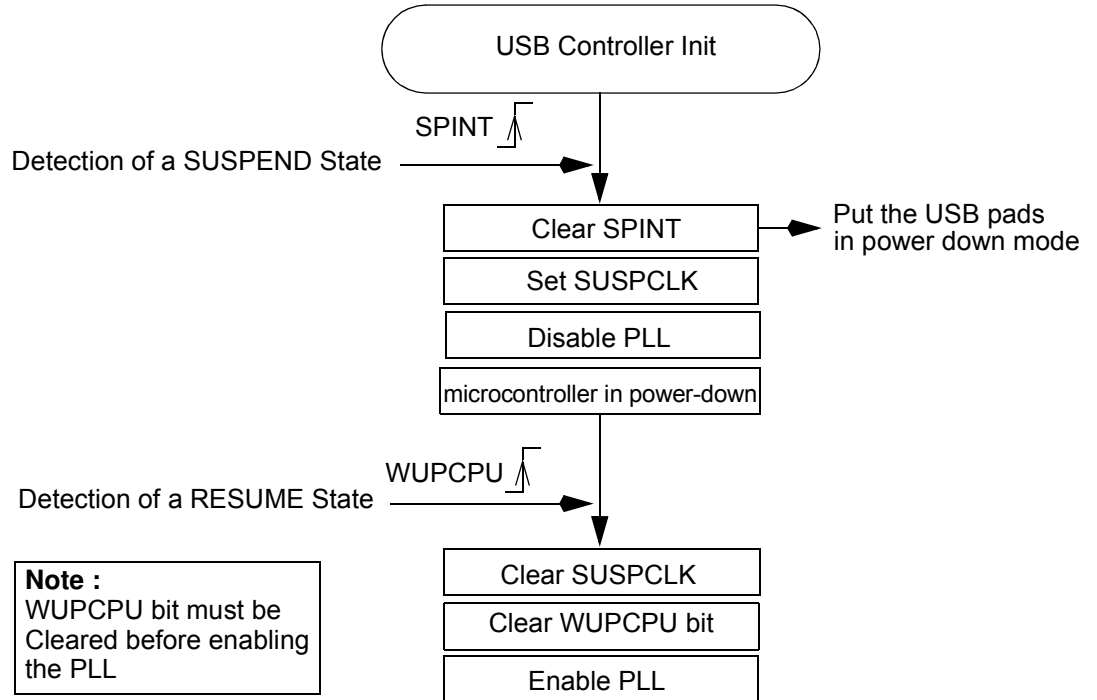 USB Controller Init
SPINT
Detection of a SUSPEND State
Clear SPINT
Put the USB pads
in power down mode
Set SUSPCLK
Disable PLL
microcontroller in power-down
WUPCPU
Detection of a RESUME State
Clear SUSPCLK
Note :
WUPCPU bit must be
Cleared before enabling
the PLL
Clear WUPCPU bit
Enable PLL